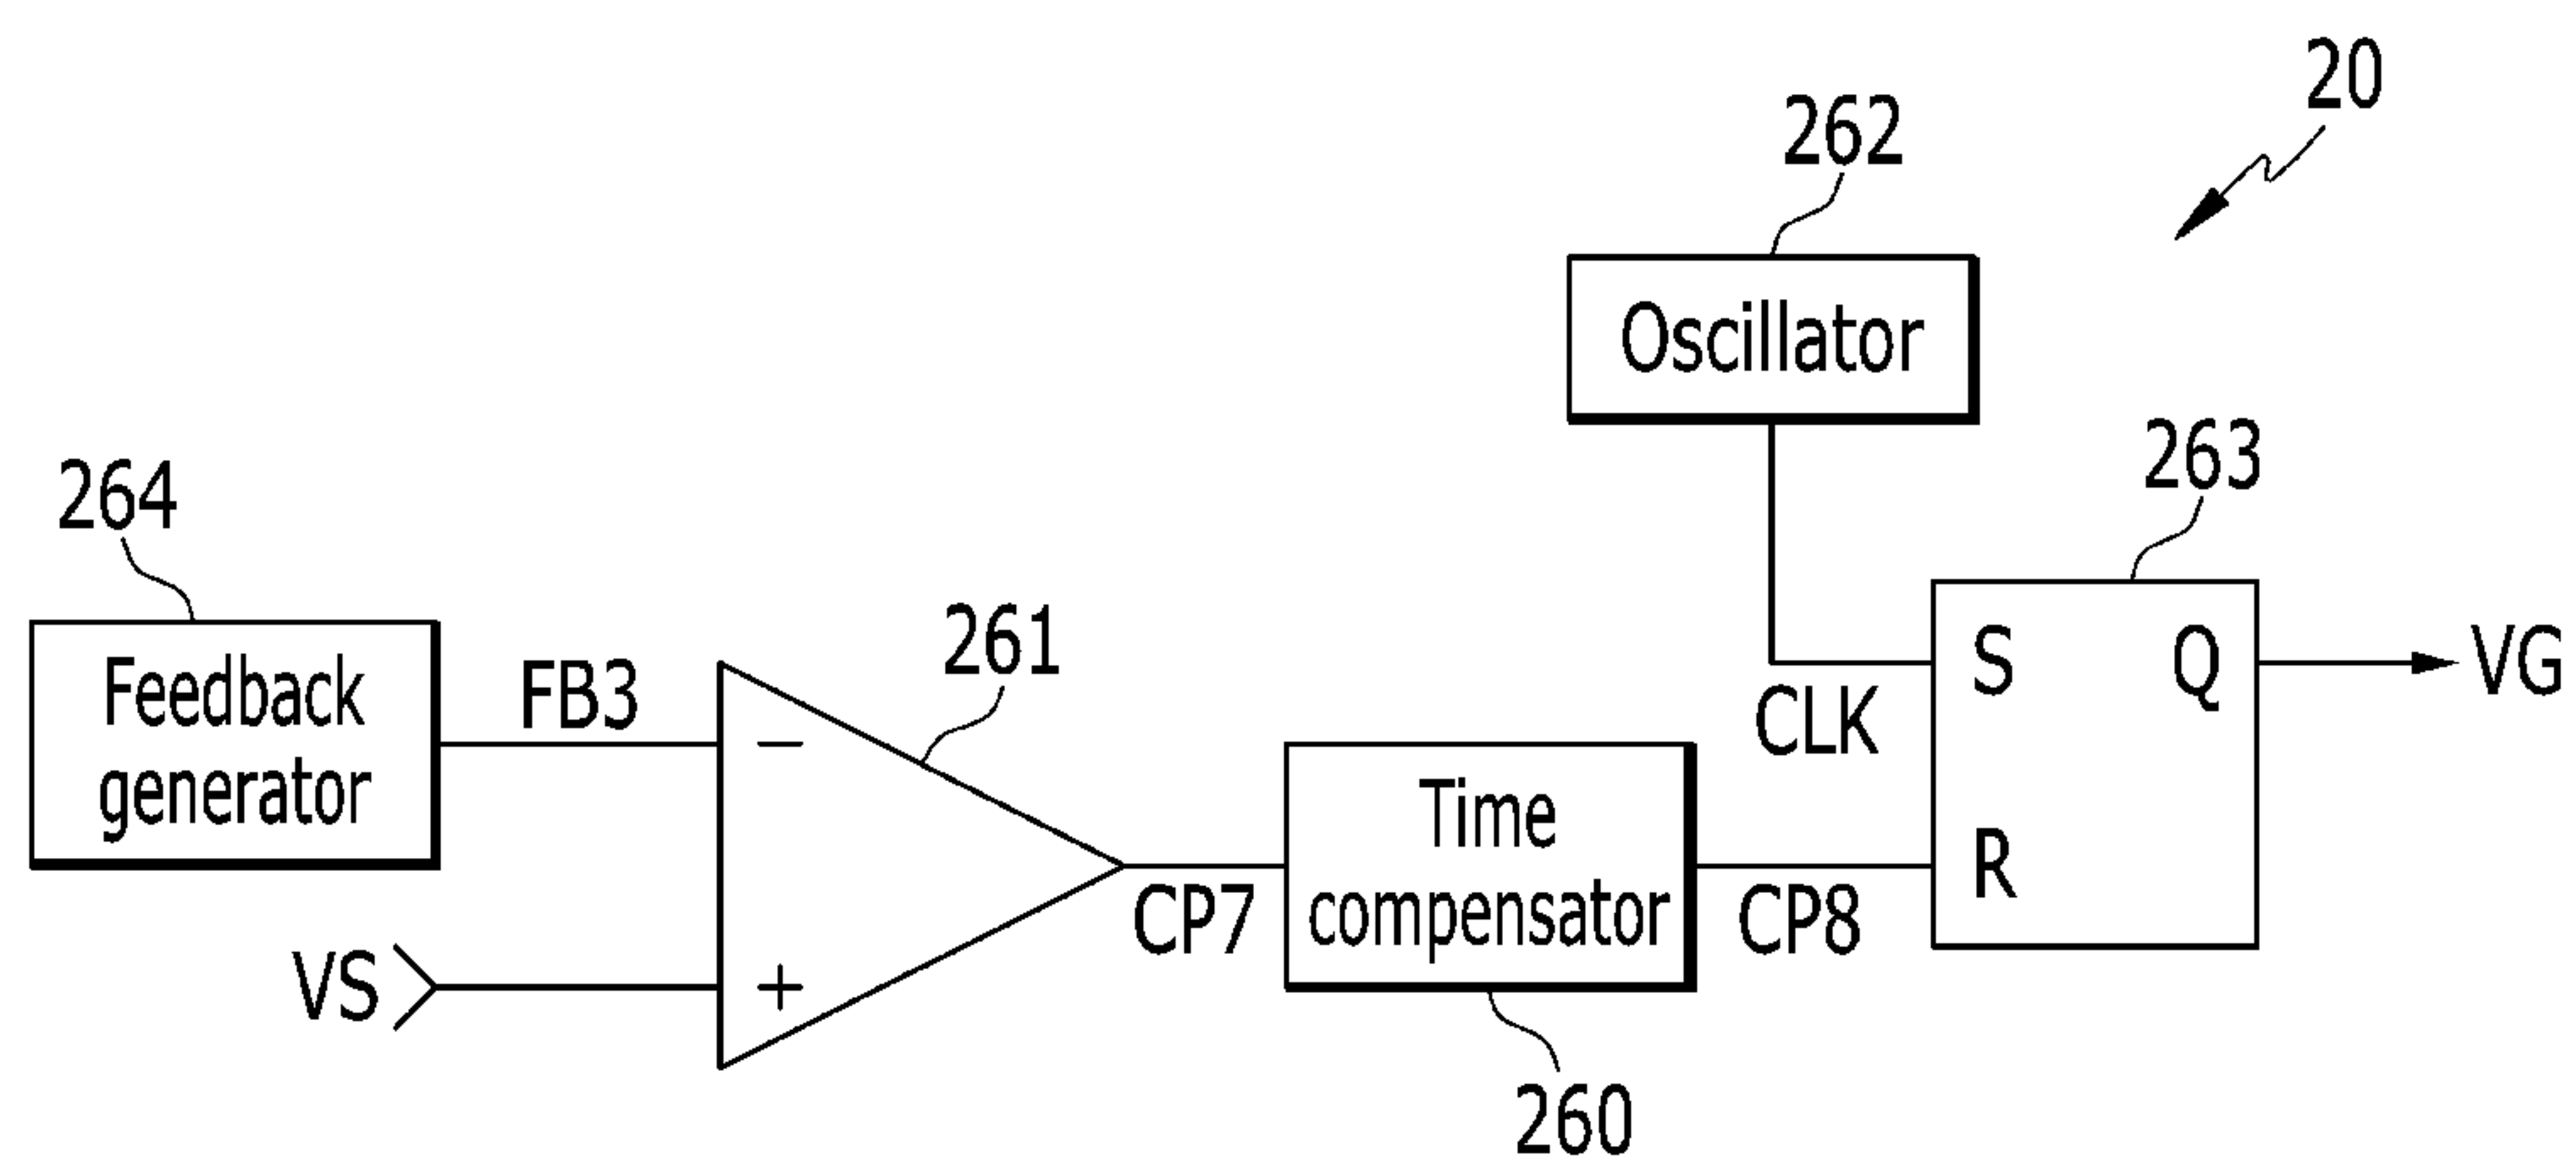 20
262
Oscillator
263
264
Feedback
generator
FB3
261
S
Q
VG
CLK
Time
compensator
R
CP7
CP8
VS
−
+
260